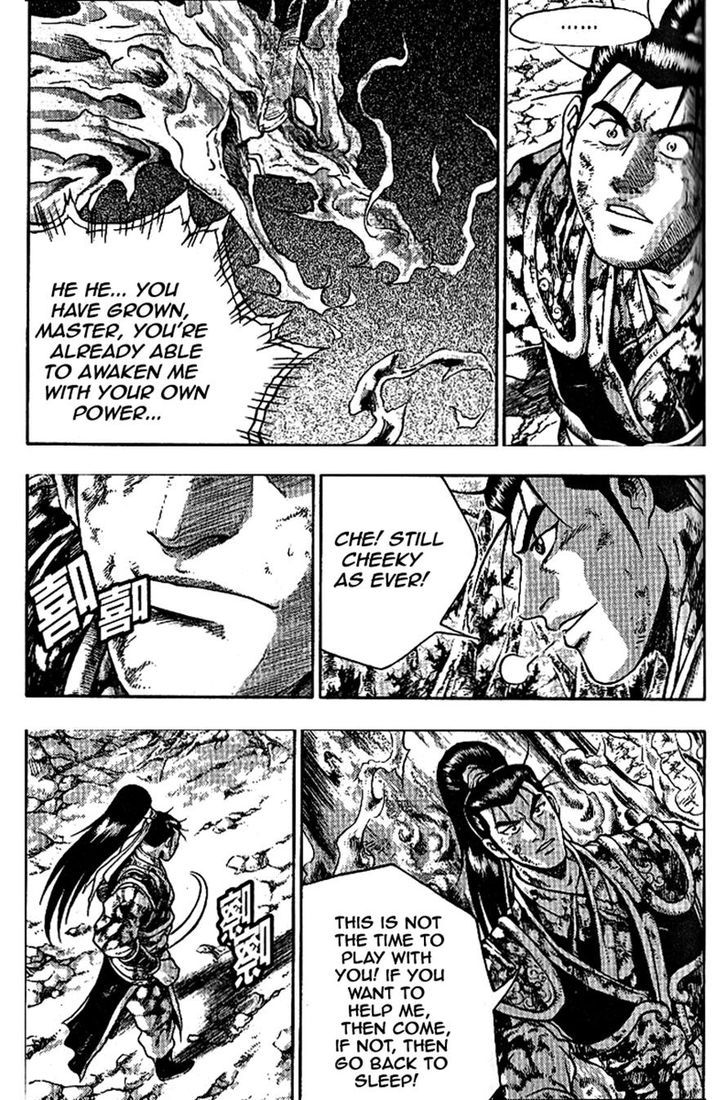 ......
HE HE... YOU
HAVE GROWN,
MASTER, YOU'RE
ALREADY ABLE
TO AWAKEN ME
WITH YOUR OWN
POWER...
CHE! STILL
CHEEKY
AS EVER!
THIS IS NOT
THE TIME TO
PLAY WITH
YOU! IF YOU
WANT TO
HELP ME,
THEN COME,
IF NOT, THEN
GO BACK TO
SLEEP!